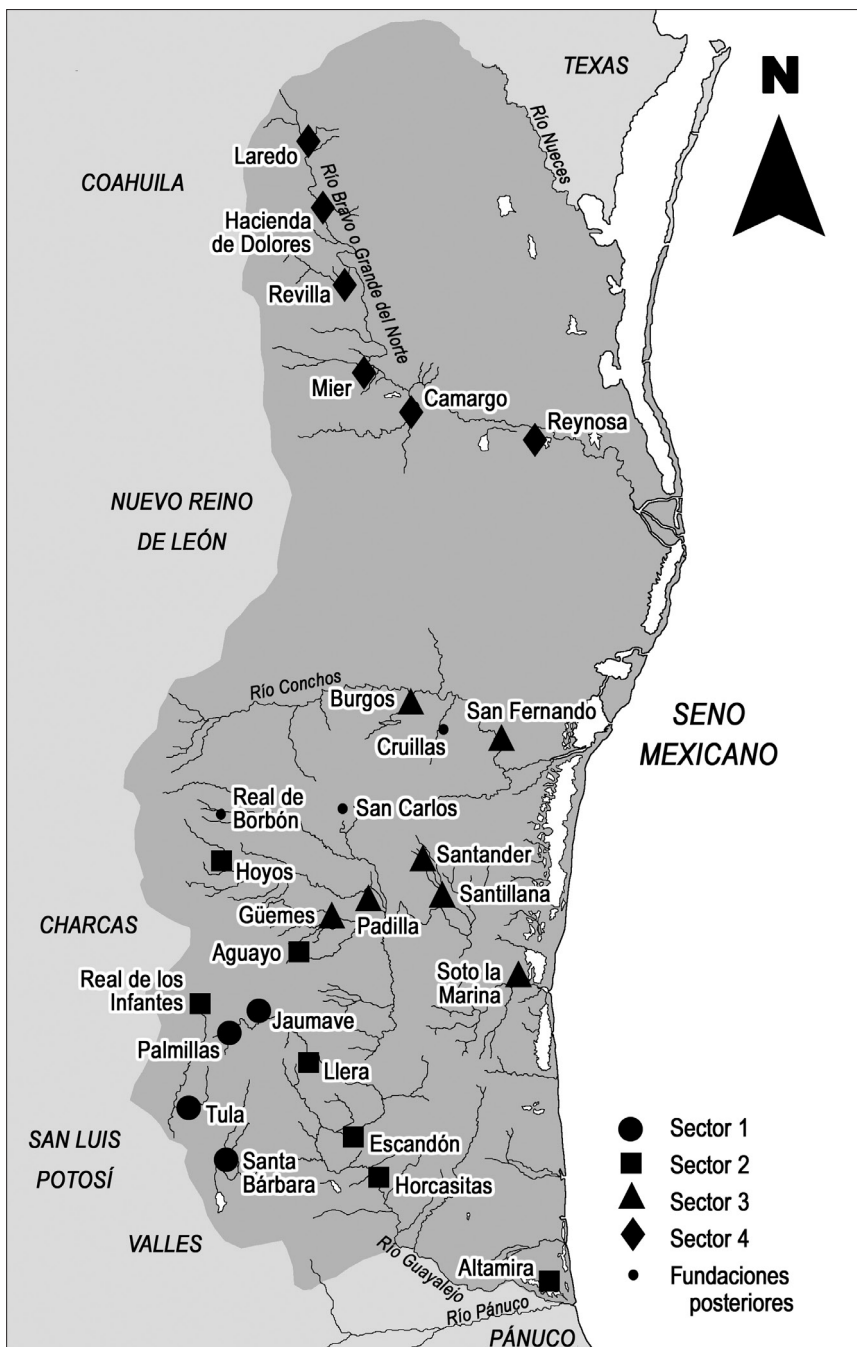 TEXAS
N
Río Nueces
Laredo
COAHUILA
Río Bravo o Grande del Norte
Hacienda
de Dolores
Revilla
Mier
Camargo
Reynosa
NUEVO REINO
DE LEÓN
Río Conchos
Burgos
San Fernando
SENO
MEXICANO
Cruillas
Real de
Borbón
San Carlos
Hoyos
Santander
Santillana
Güemes
Padilla
CHARCAS
Aguayo
Real de los
Infantes
Soto la
Marina
Jaumave
Palmillas
Llera
Tula
SAN LUIS
POTOSÍ
Escandón
Santa
Bárbara
Horcasitas
VALLES
Río Guayalejo
Altamira
Río Pánuco
PÁNUCO
Sector 1
Sector 2
Sector 3
Sector 4
Fundaciones
posteriores